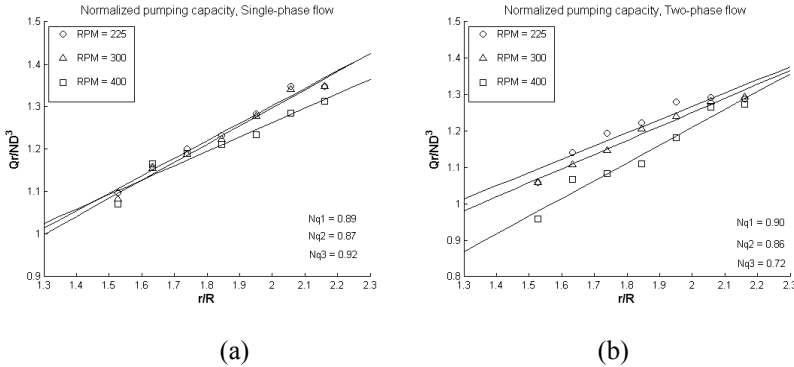 Normalized pumping capacity, Single-phase flow
1.5
1.4
1.3
1.2
1.1
1
0.9
Qr/ND³
RPM = 225
RPM = 300
RPM = 400
Nq1 = 0.89
Nq2 = 0.87
Nq3 = 0.92
1.3 1.4 1.5 1.6 1.7 1.8 1.9 2 2.1 2.2 2.3
r/R
(a)
Normalized pumping capacity, Two-phase flow
1.5
1.4
1.3
1.2
1.1
1
0.9
0.8
Qr/ND³
RPM = 225
RPM = 300
RPM = 400
Nq1 = 0.90
Nq2 = 0.86
Nq3 = 0.72
1.3 1.4 1.5 1.6 1.7 1.8 1.9 2 2.1 2.2 2.3
r/R
(b)